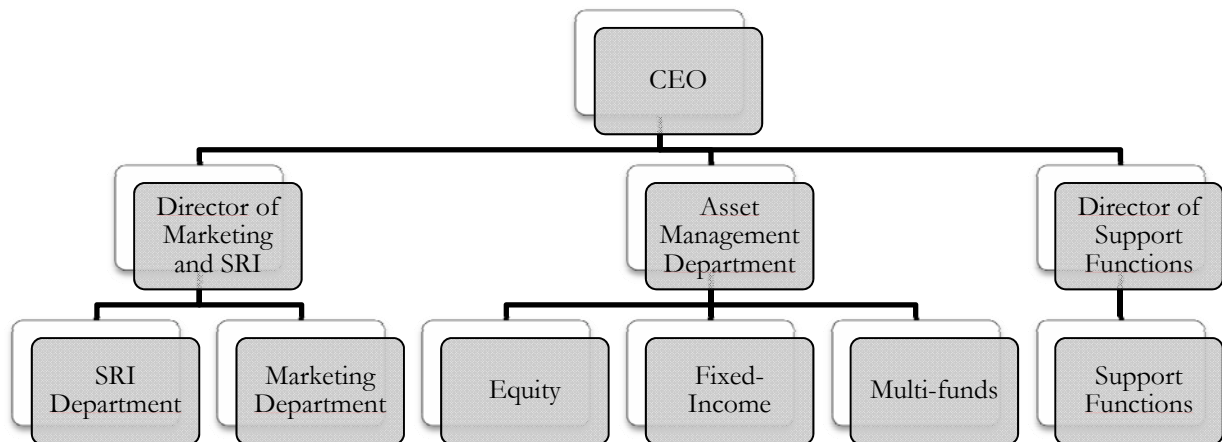 CEO
Director of
Marketing
and SRI
Asset
Management
Department
Director of
Support
Functions
SRI
Department
Marketing
Department
Equity
Fixed-
Income
Multi-funds
Support
Functions